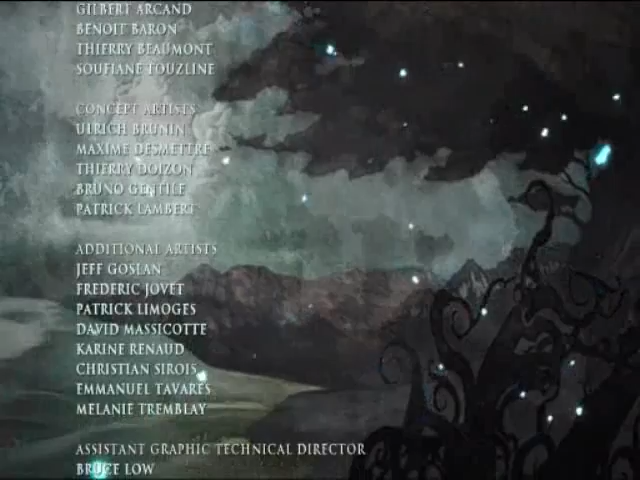 GILBERT ARCAND
BENOIT BARON
THIERRY BEAUMONT
SOUFIANE TOUZLINE
CONCEPT ARTISTS
ULRICH BRUNIN
MAXIME DESMETTRE
THIERRY DOIZON
BRUNO GENTILE
PATRICK LAMBERT
ADDITIONAL ARTISTS
JEFF GOSLAN
FREDERIC JOVET
PATRICK LIMOGES
DAVID MASSICOTTE
KARINE RENAUD
CHRISTIAN SIROIS
EMMANUEL TAVARES
MELANIE TREMBLAY
ASSISTANT GRAPHIC TECHNICAL DIRECTOR
BRUCE LOW